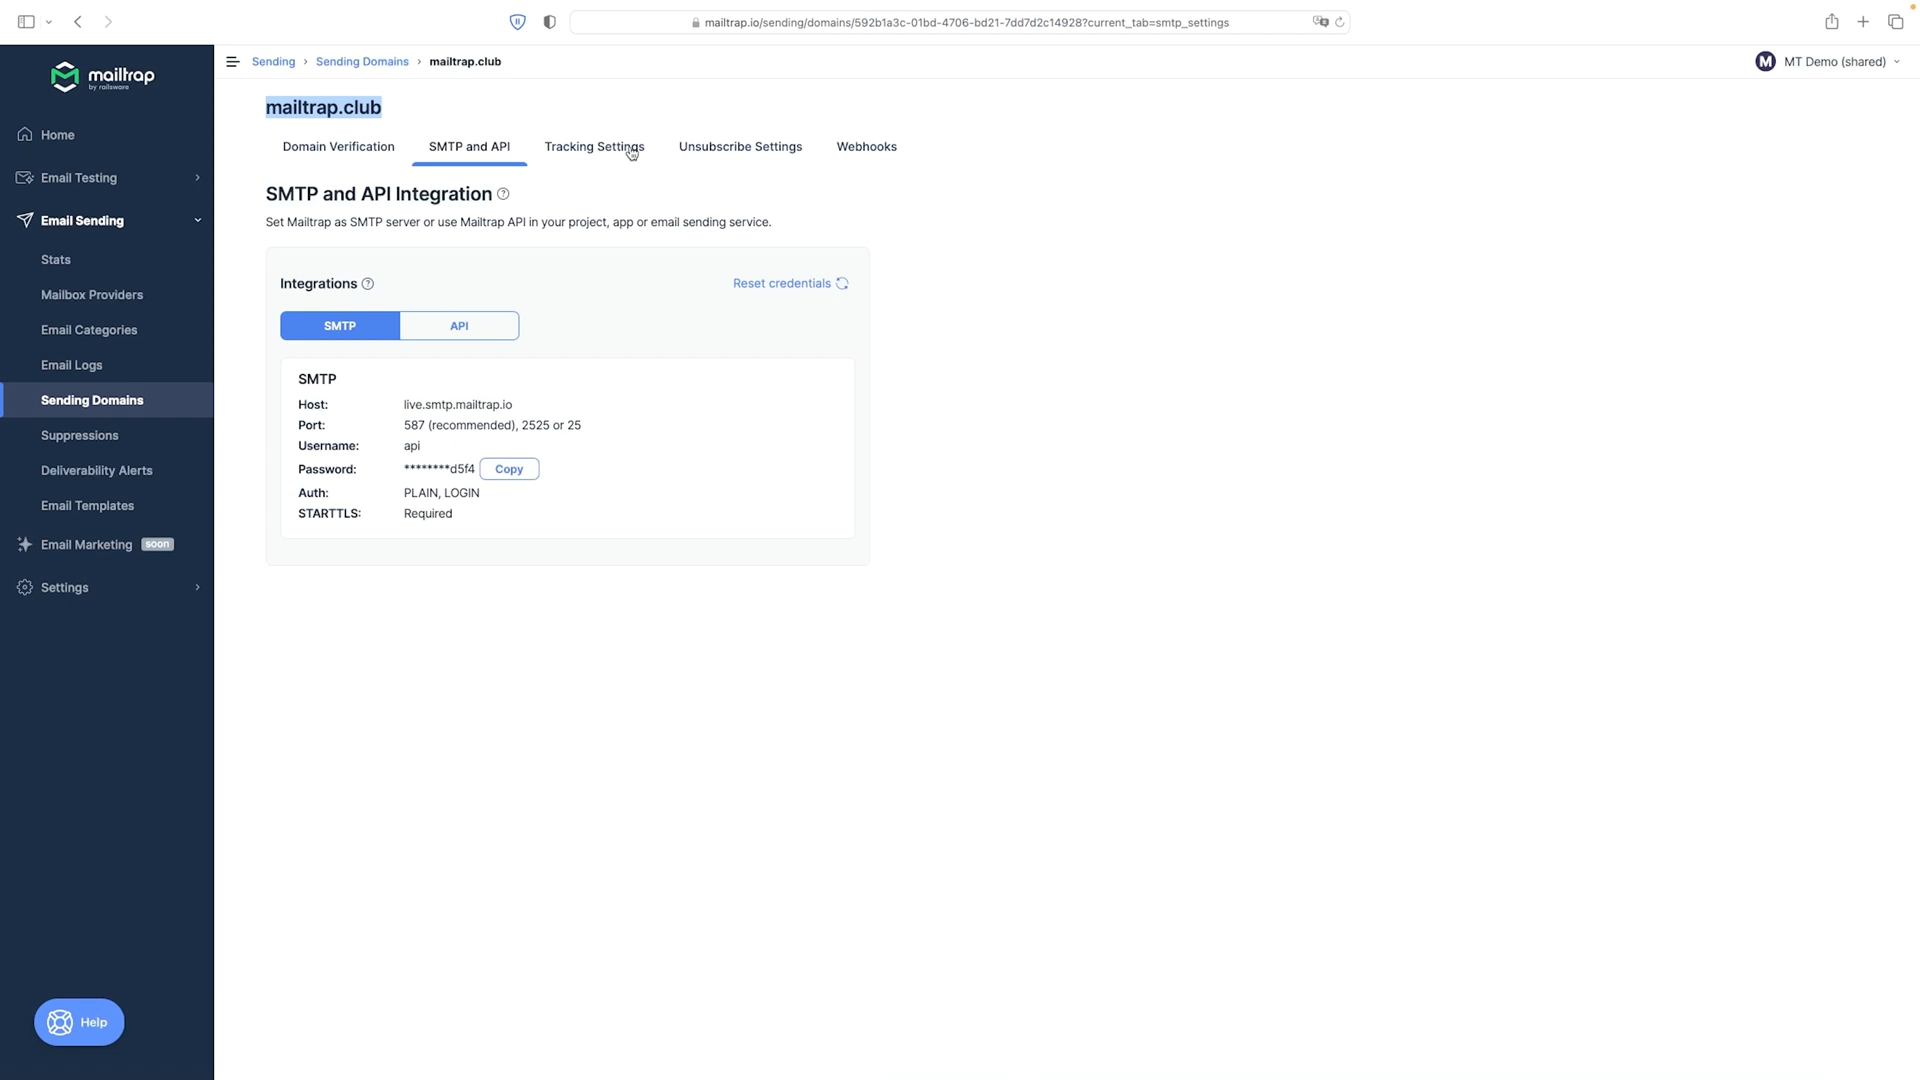 mailtrap.io/sending/domains/592b1a3c-01bd-4706-bd21-7dd7d2c14928?current_tab=smtp_settings
mailtrap
by railsware
Sending › Sending Domains › mailtrap.club
M MT Demo (shared)
mailtrap.club
Domain Verification
SMTP and API
Tracking Settings
Unsubscribe Settings
Webhooks
Home
Email Testing
Email Sending
Stats
Mailbox Providers
Email Categories
Email Logs
Sending Domains
Suppressions
Deliverability Alerts
Email Templates
Email Marketing soon
Settings
Help
SMTP and API Integration ?
Set Mailtrap as SMTP server or use Mailtrap API in your project, app or email sending service.
Integrations ?
Reset credentials
SMTP
API
SMTP
Host: live.smtp.mailtrap.io
Port: 587 (recommended), 2525 or 25
Username: api
Password: ********d5f4 Copy
Auth: PLAIN, LOGIN
STARTTLS: Required